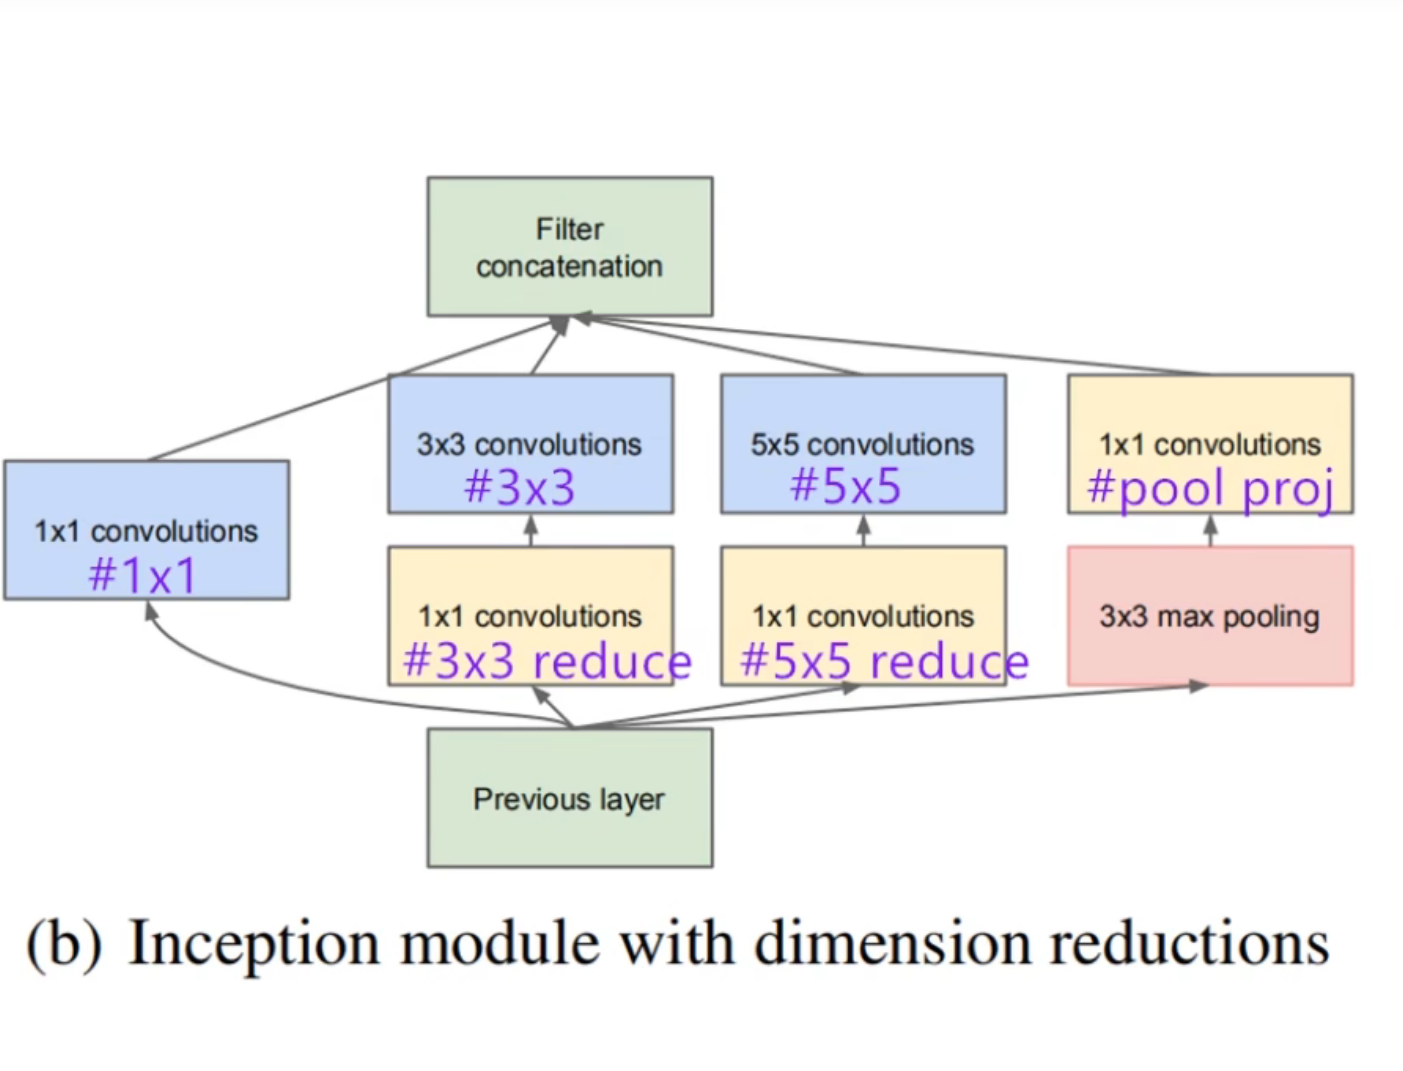 Filter
concatenation
3x3 convolutions
#3x3
5x5 convolutions
#5x5
1x1 convolutions
#pool proj
1x1 convolutions
#1x1
1x1 convolutions
#3x3 reduce
1x1 convolutions
#5x5 reduce
3x3 max pooling
Previous layer
(b) Inception module with dimension reductions